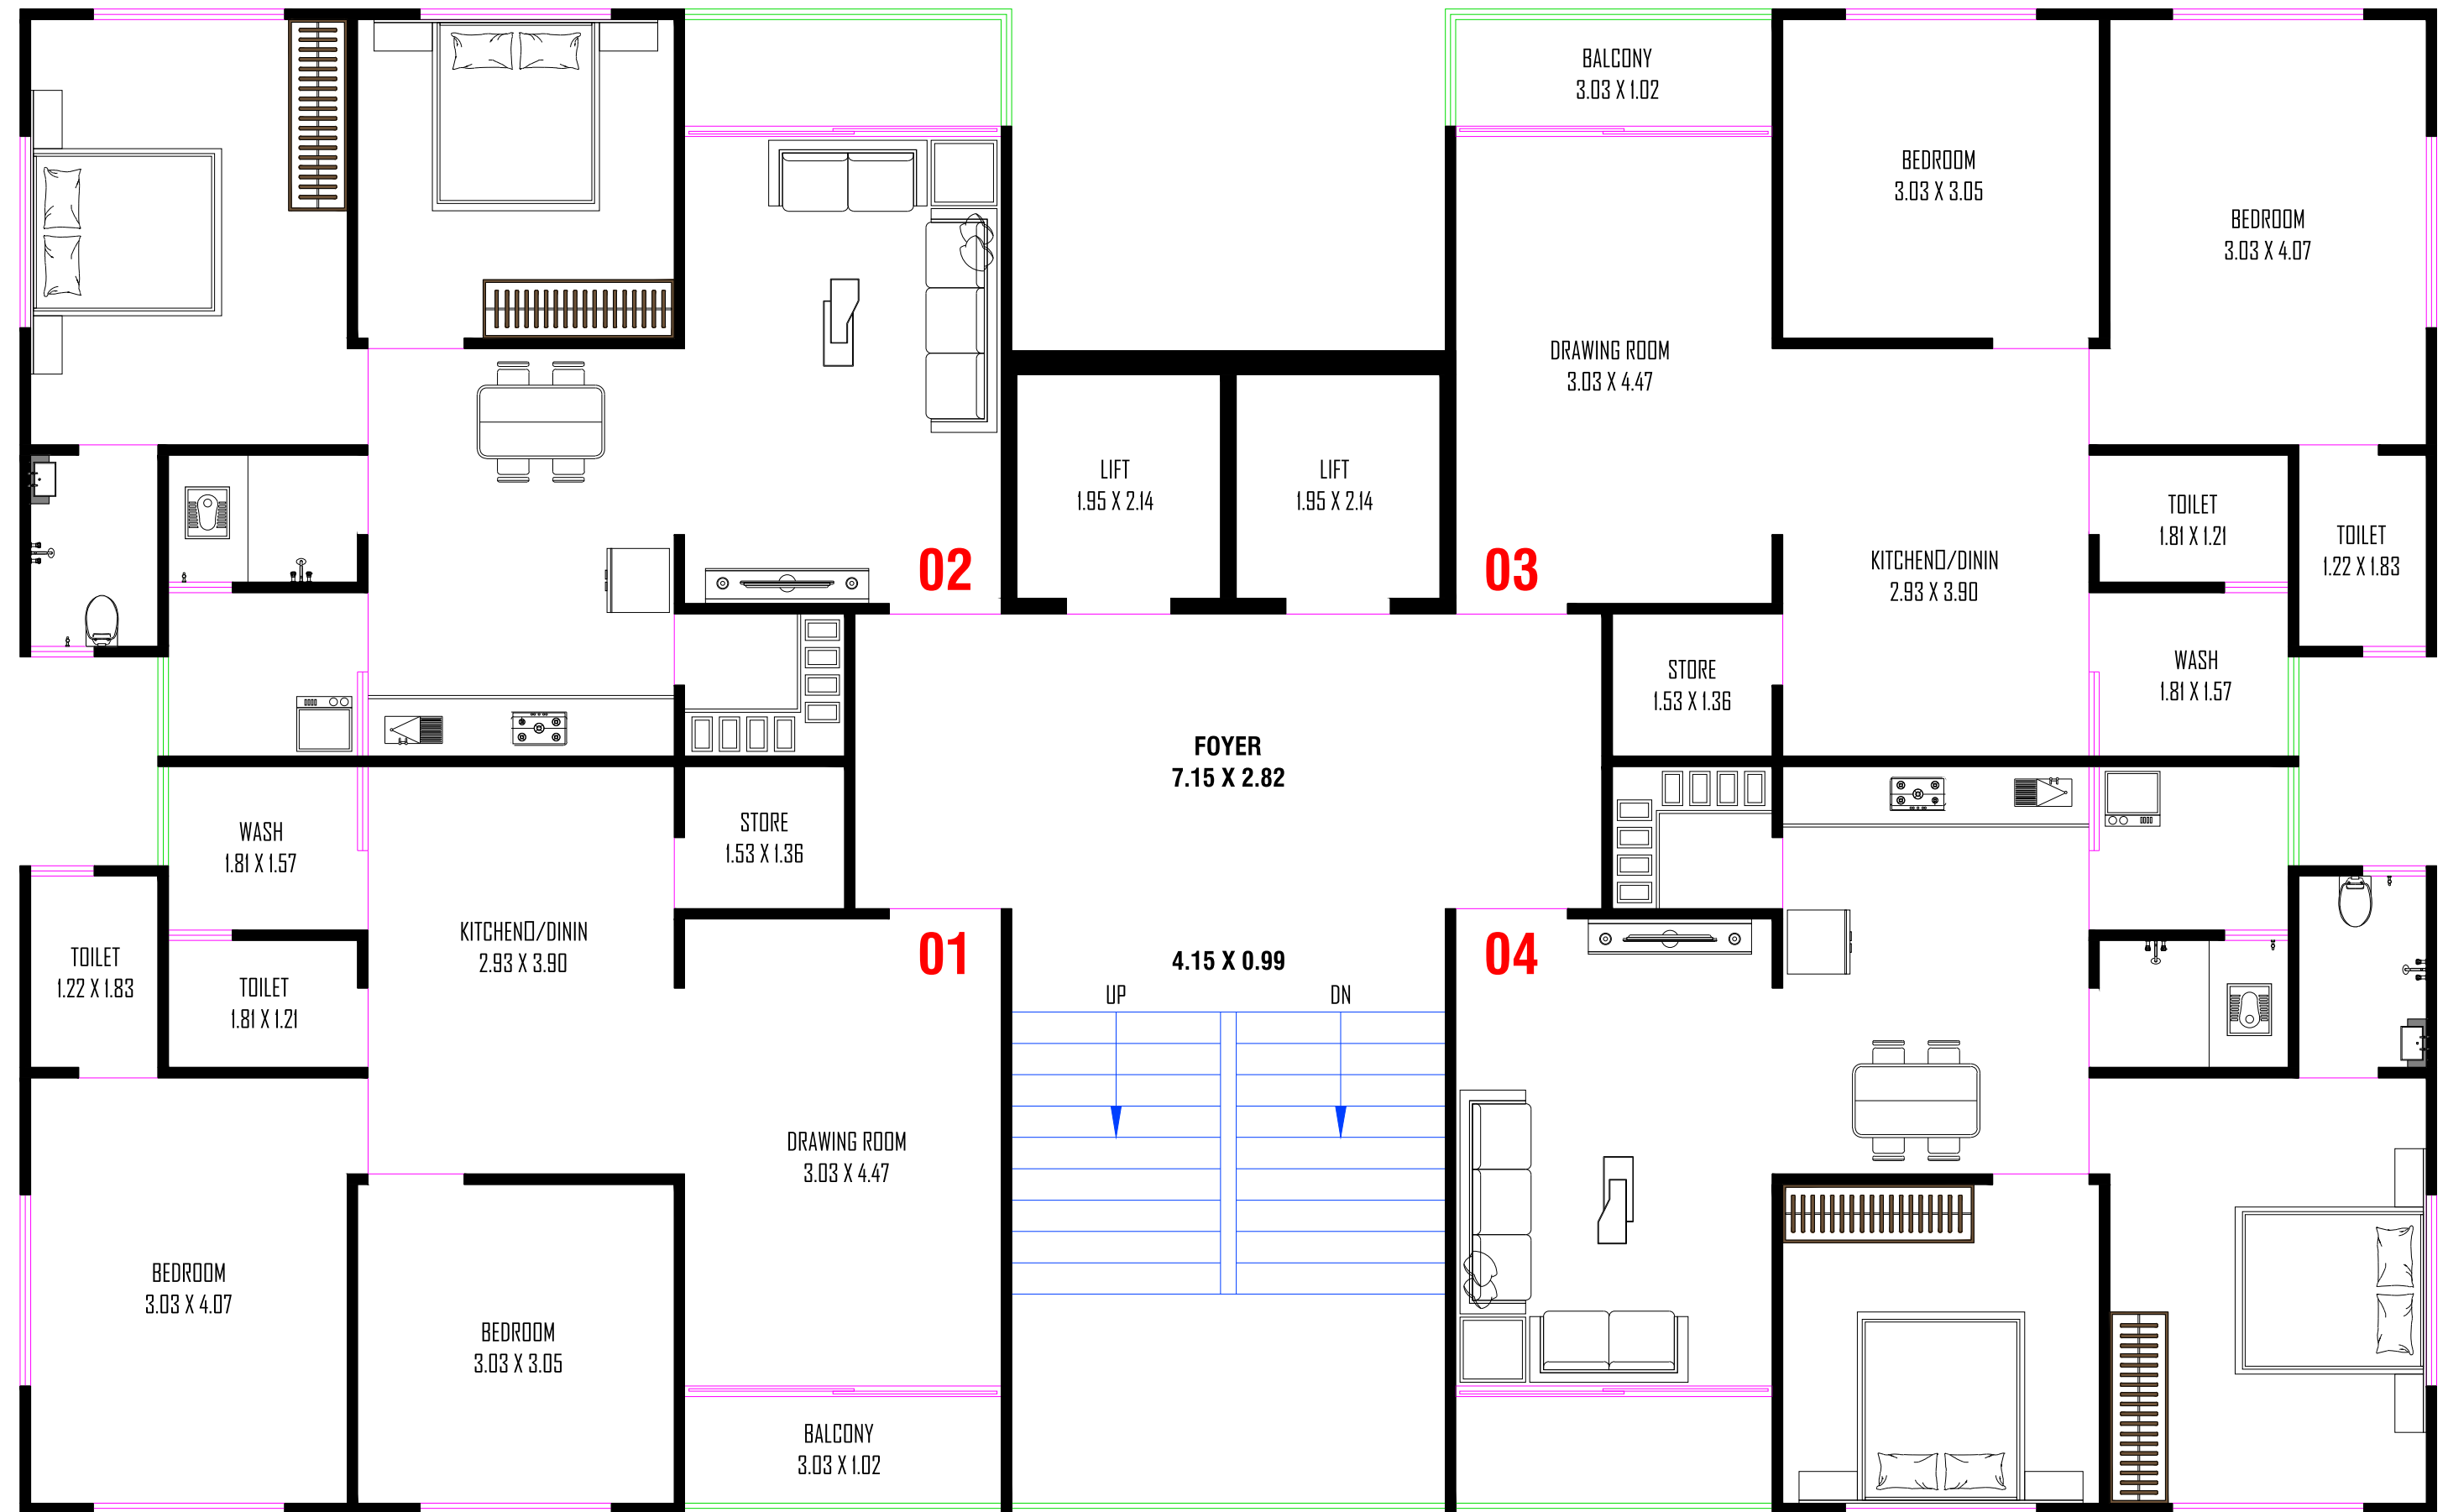 BALCONY
3.03 X 1.02
BEDROOM
3.03 X 3.05
BEDROOM
3.03 X 4.07
DRAWING ROOM
3.03 X 4.47
LIFT
1.95 X 2.14
LIFT
1.95 X 2.14
TOILET
1.81 X 1.21
TOILET
1.22 X 1.83
02
03
KITCHEN▯/DININ
2.93 X 3.90
STORE
1.53 X 1.36
WASH
1.81 X 1.57
FOYER
7.15 X 2.82
WASH
1.81 X 1.57
STORE
1.53 X 1.36
KITCHEN▯/DININ
2.93 X 3.90
TOILET
1.22 X 1.83
TOILET
1.81 X 1.21
01
4.15 X 0.99
04
UP
DN
DRAWING ROOM
3.03 X 4.47
BEDROOM
3.03 X 4.07
BEDROOM
3.03 X 3.05
BALCONY
3.03 X 1.02